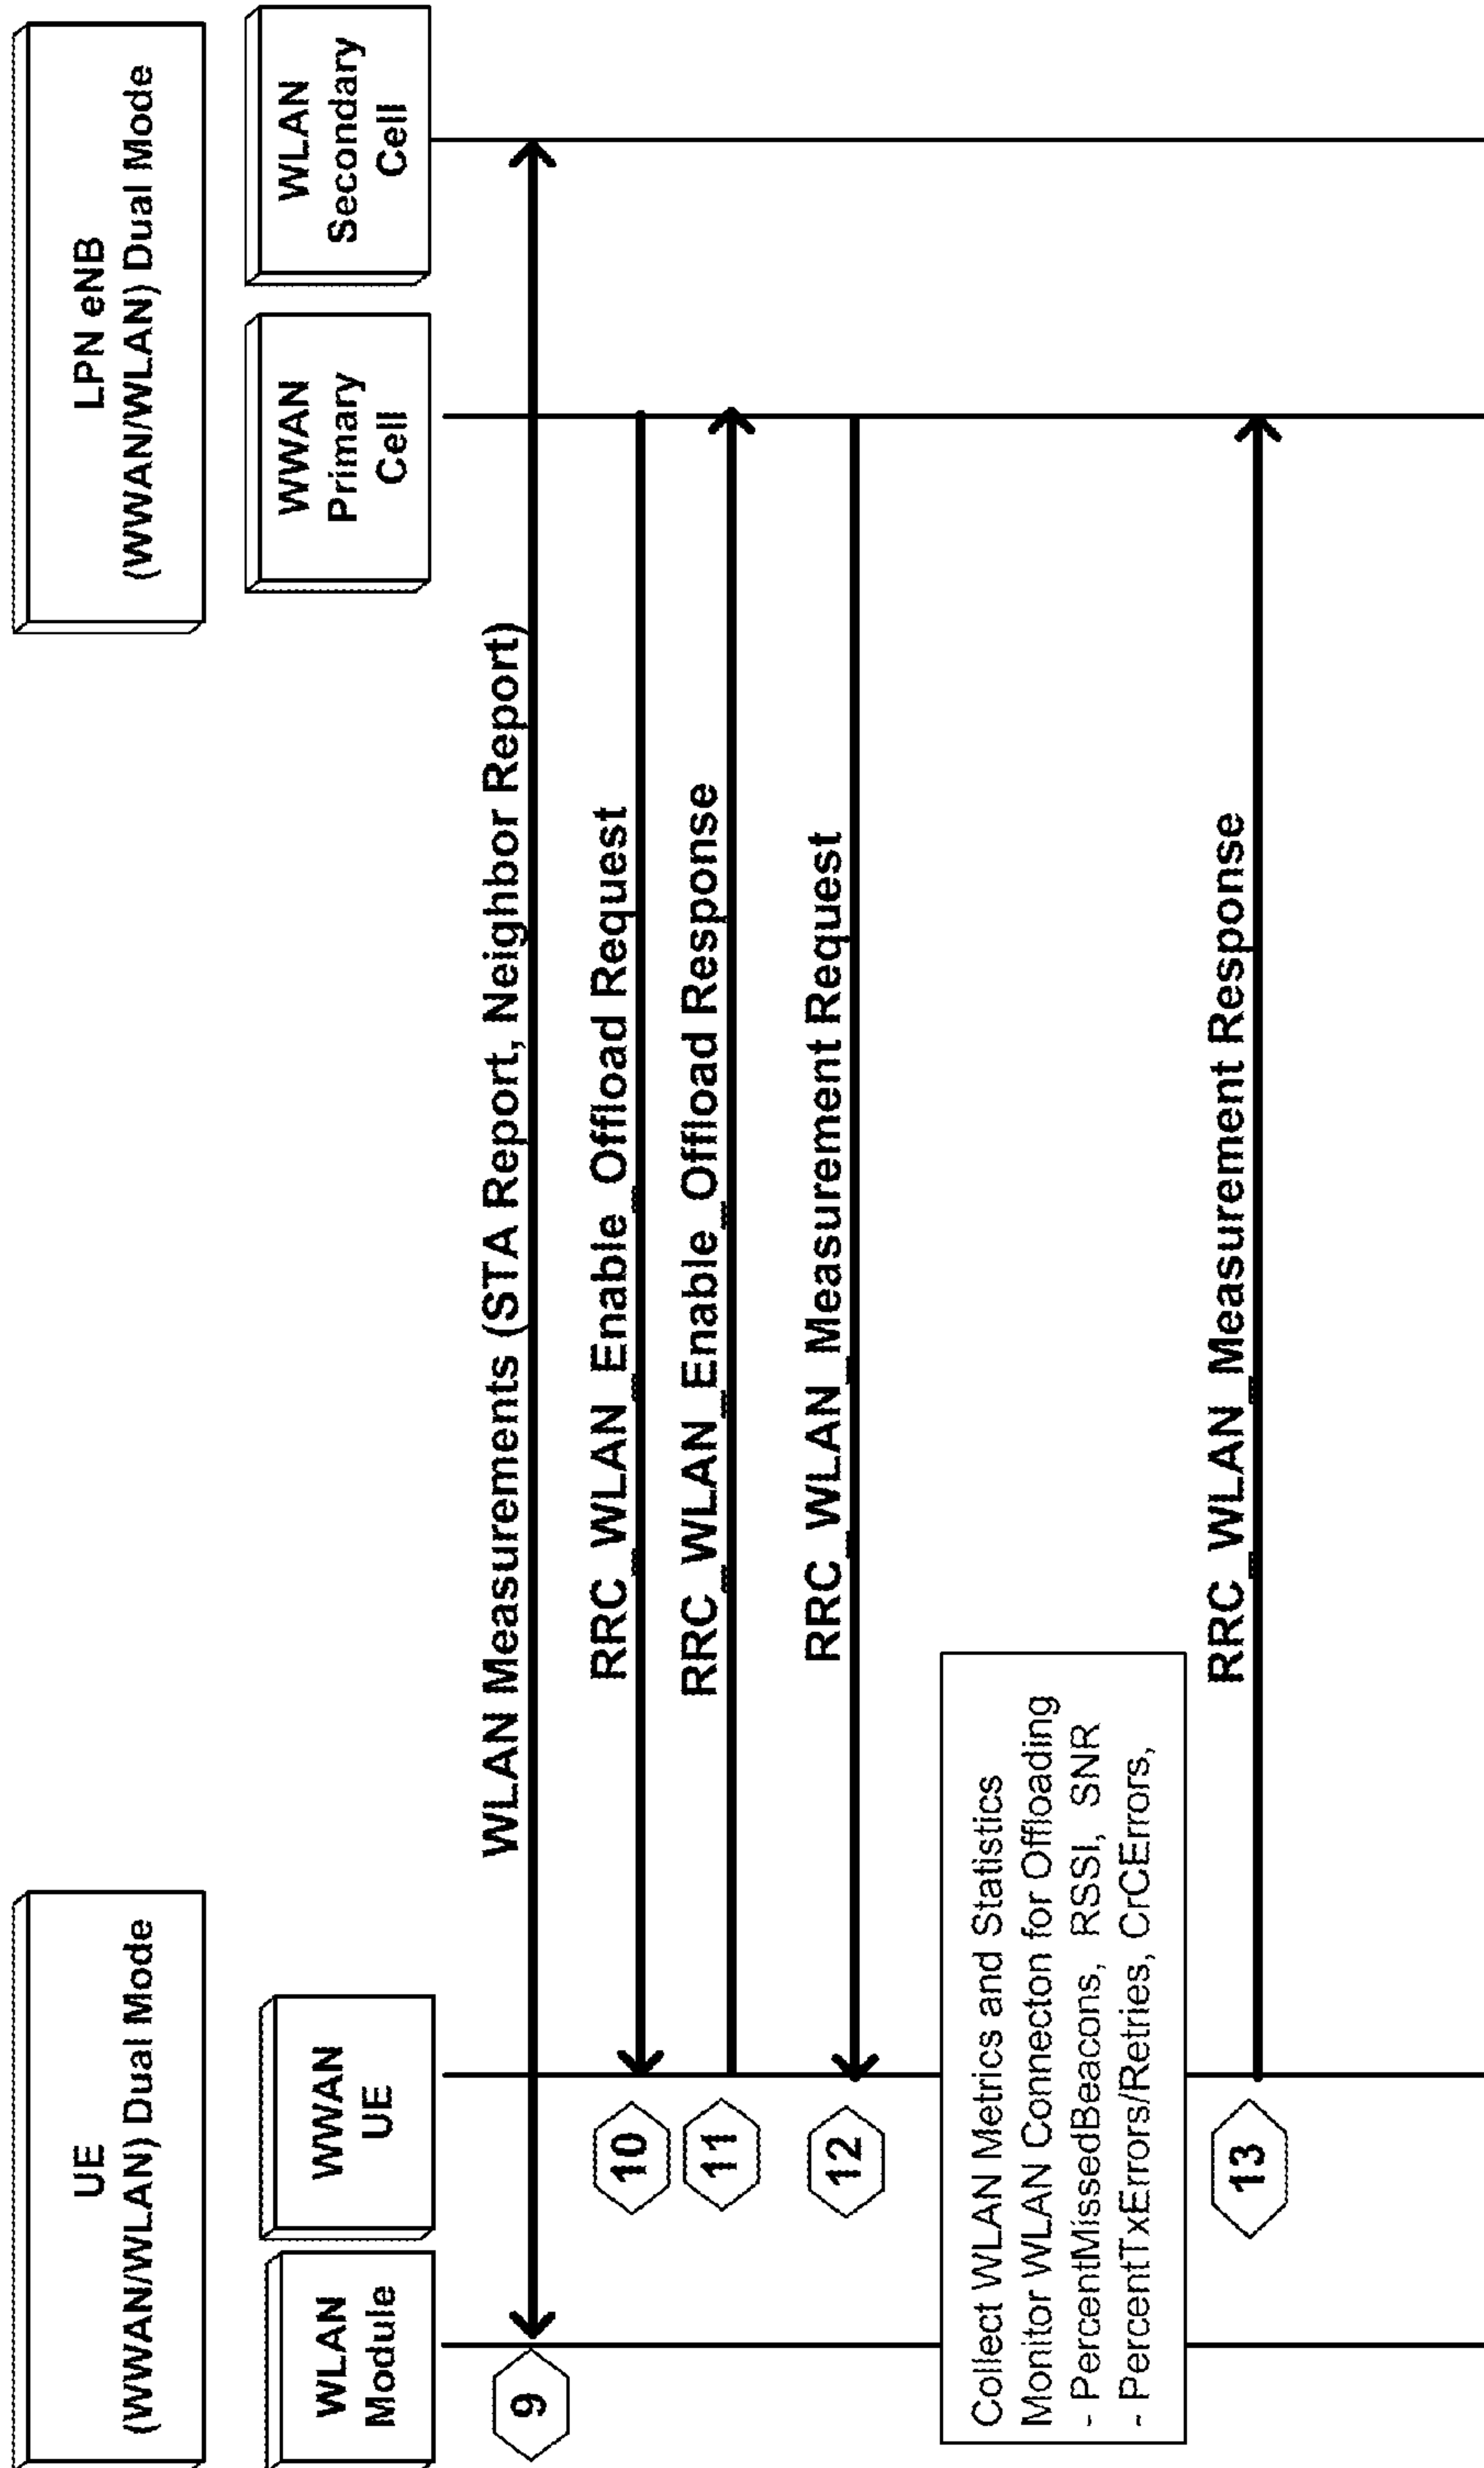 UE
(WWAN/WLAN) Dual Mode
LPN eNB
(WWAN/WLAN) Dual Mode
WLAN
Module
WWAN
UE
WWAN
Primary
Cell
WLAN
Secondary
Cell
9
WLAN Measurements (STA Report, Neighbor Report)
10
RRC_WLAN_Enable_Offload Request
11
RRC_WLAN_Enable_Offload Response
12
RRC_WLAN_Measurement Request
Collect WLAN Metrics and Statistics
Monitor WLAN Connecton for Offloading
- PercentMissedBeacons, RSSI, SNR
- PercentTxErrors/Retries, CrCErrors,
13
RRC_WLAN_Measurement Response